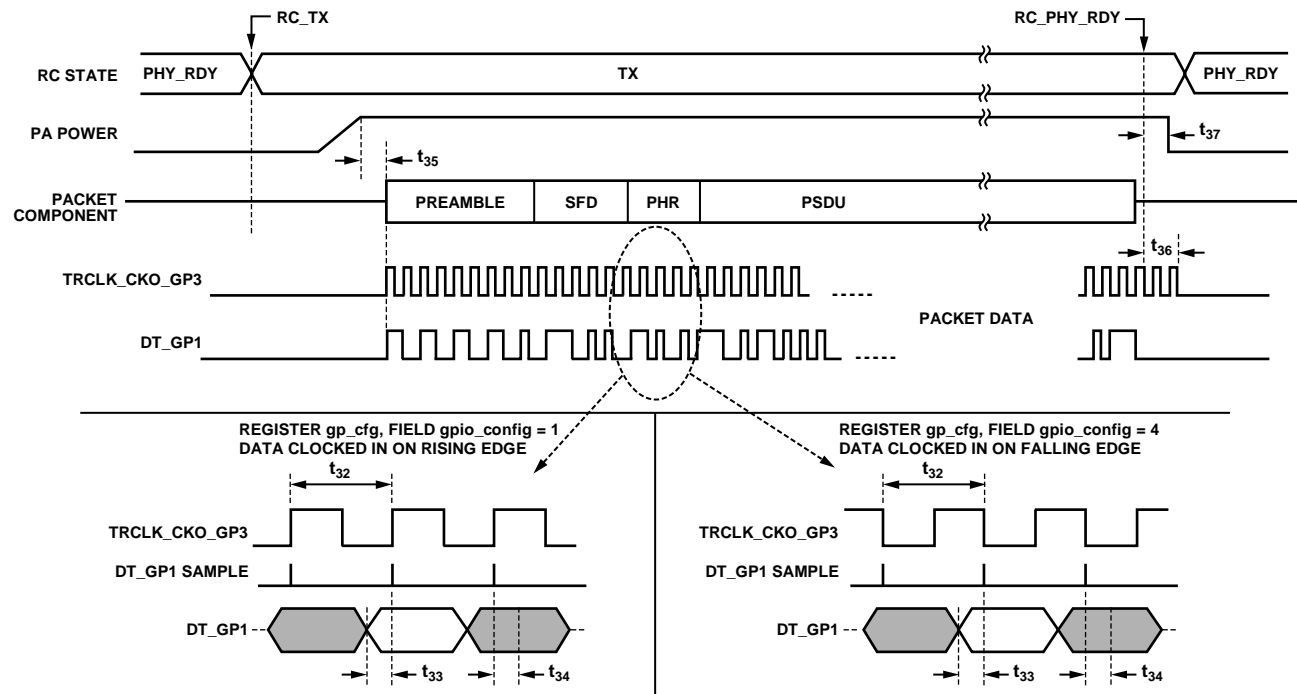 RC_TX
RC_PHY_RDY
RC STATE
PHY_RDY
TX
PHY_RDY
PA POWER
t37
t35
PACKET
COMPONENT
PREAMBLE
SFD
PHR
PSDU
t36
TRCLK_CKO_GP3
PACKET DATA
DT_GP1
REGISTER gp_cfg, FIELD gpio_config = 1
DATA CLOCKED IN ON RISING EDGE
t32
TRCLK_CKO_GP3
DT_GP1 SAMPLE
DT_GP1
t33
t34
REGISTER gp_cfg, FIELD gpio_config = 4
DATA CLOCKED IN ON FALLING EDGE
t32
TRCLK_CKO_GP3
DT_GP1 SAMPLE
DT_GP1
t33
t34